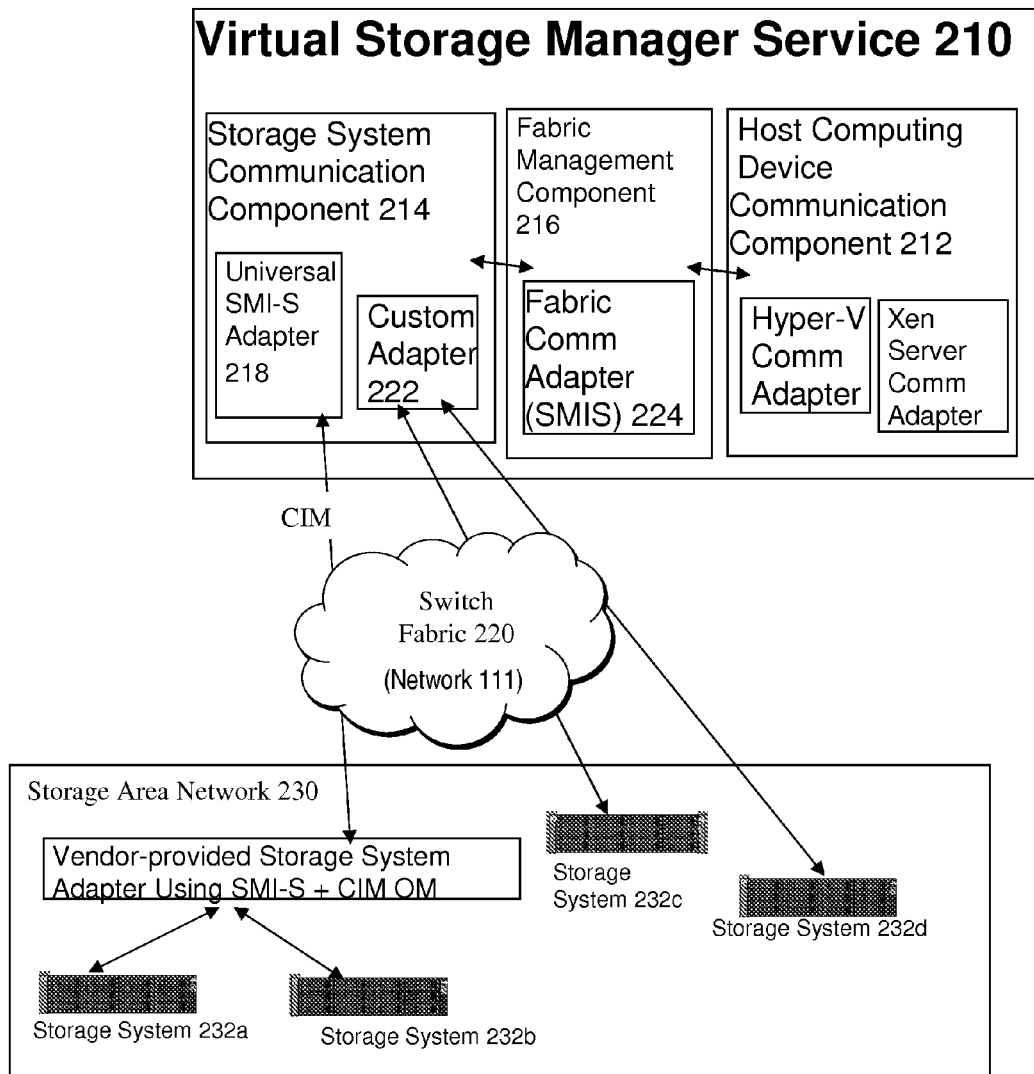 Virtual Storage Manager Service 210
Storage System
Communication
Component 214
Universal
SMI-S
Adapter
218
Custom
Adapter
222
Fabric
Management
Component
216
Fabric
Comm
Adapter
(SMIS) 224
Host Computing
Device
Communication
Component 212
Hyper-V
Comm
Adapter
Xen
Server
Comm
Adapter
CIM
Switch
Fabric 220
(Network 111)
Storage Area Network 230
Vendor-provided Storage System
Adapter Using SMI-S + CIM OM
Storage
System 232c
Storage System 232d
Storage System 232a
Storage System 232b